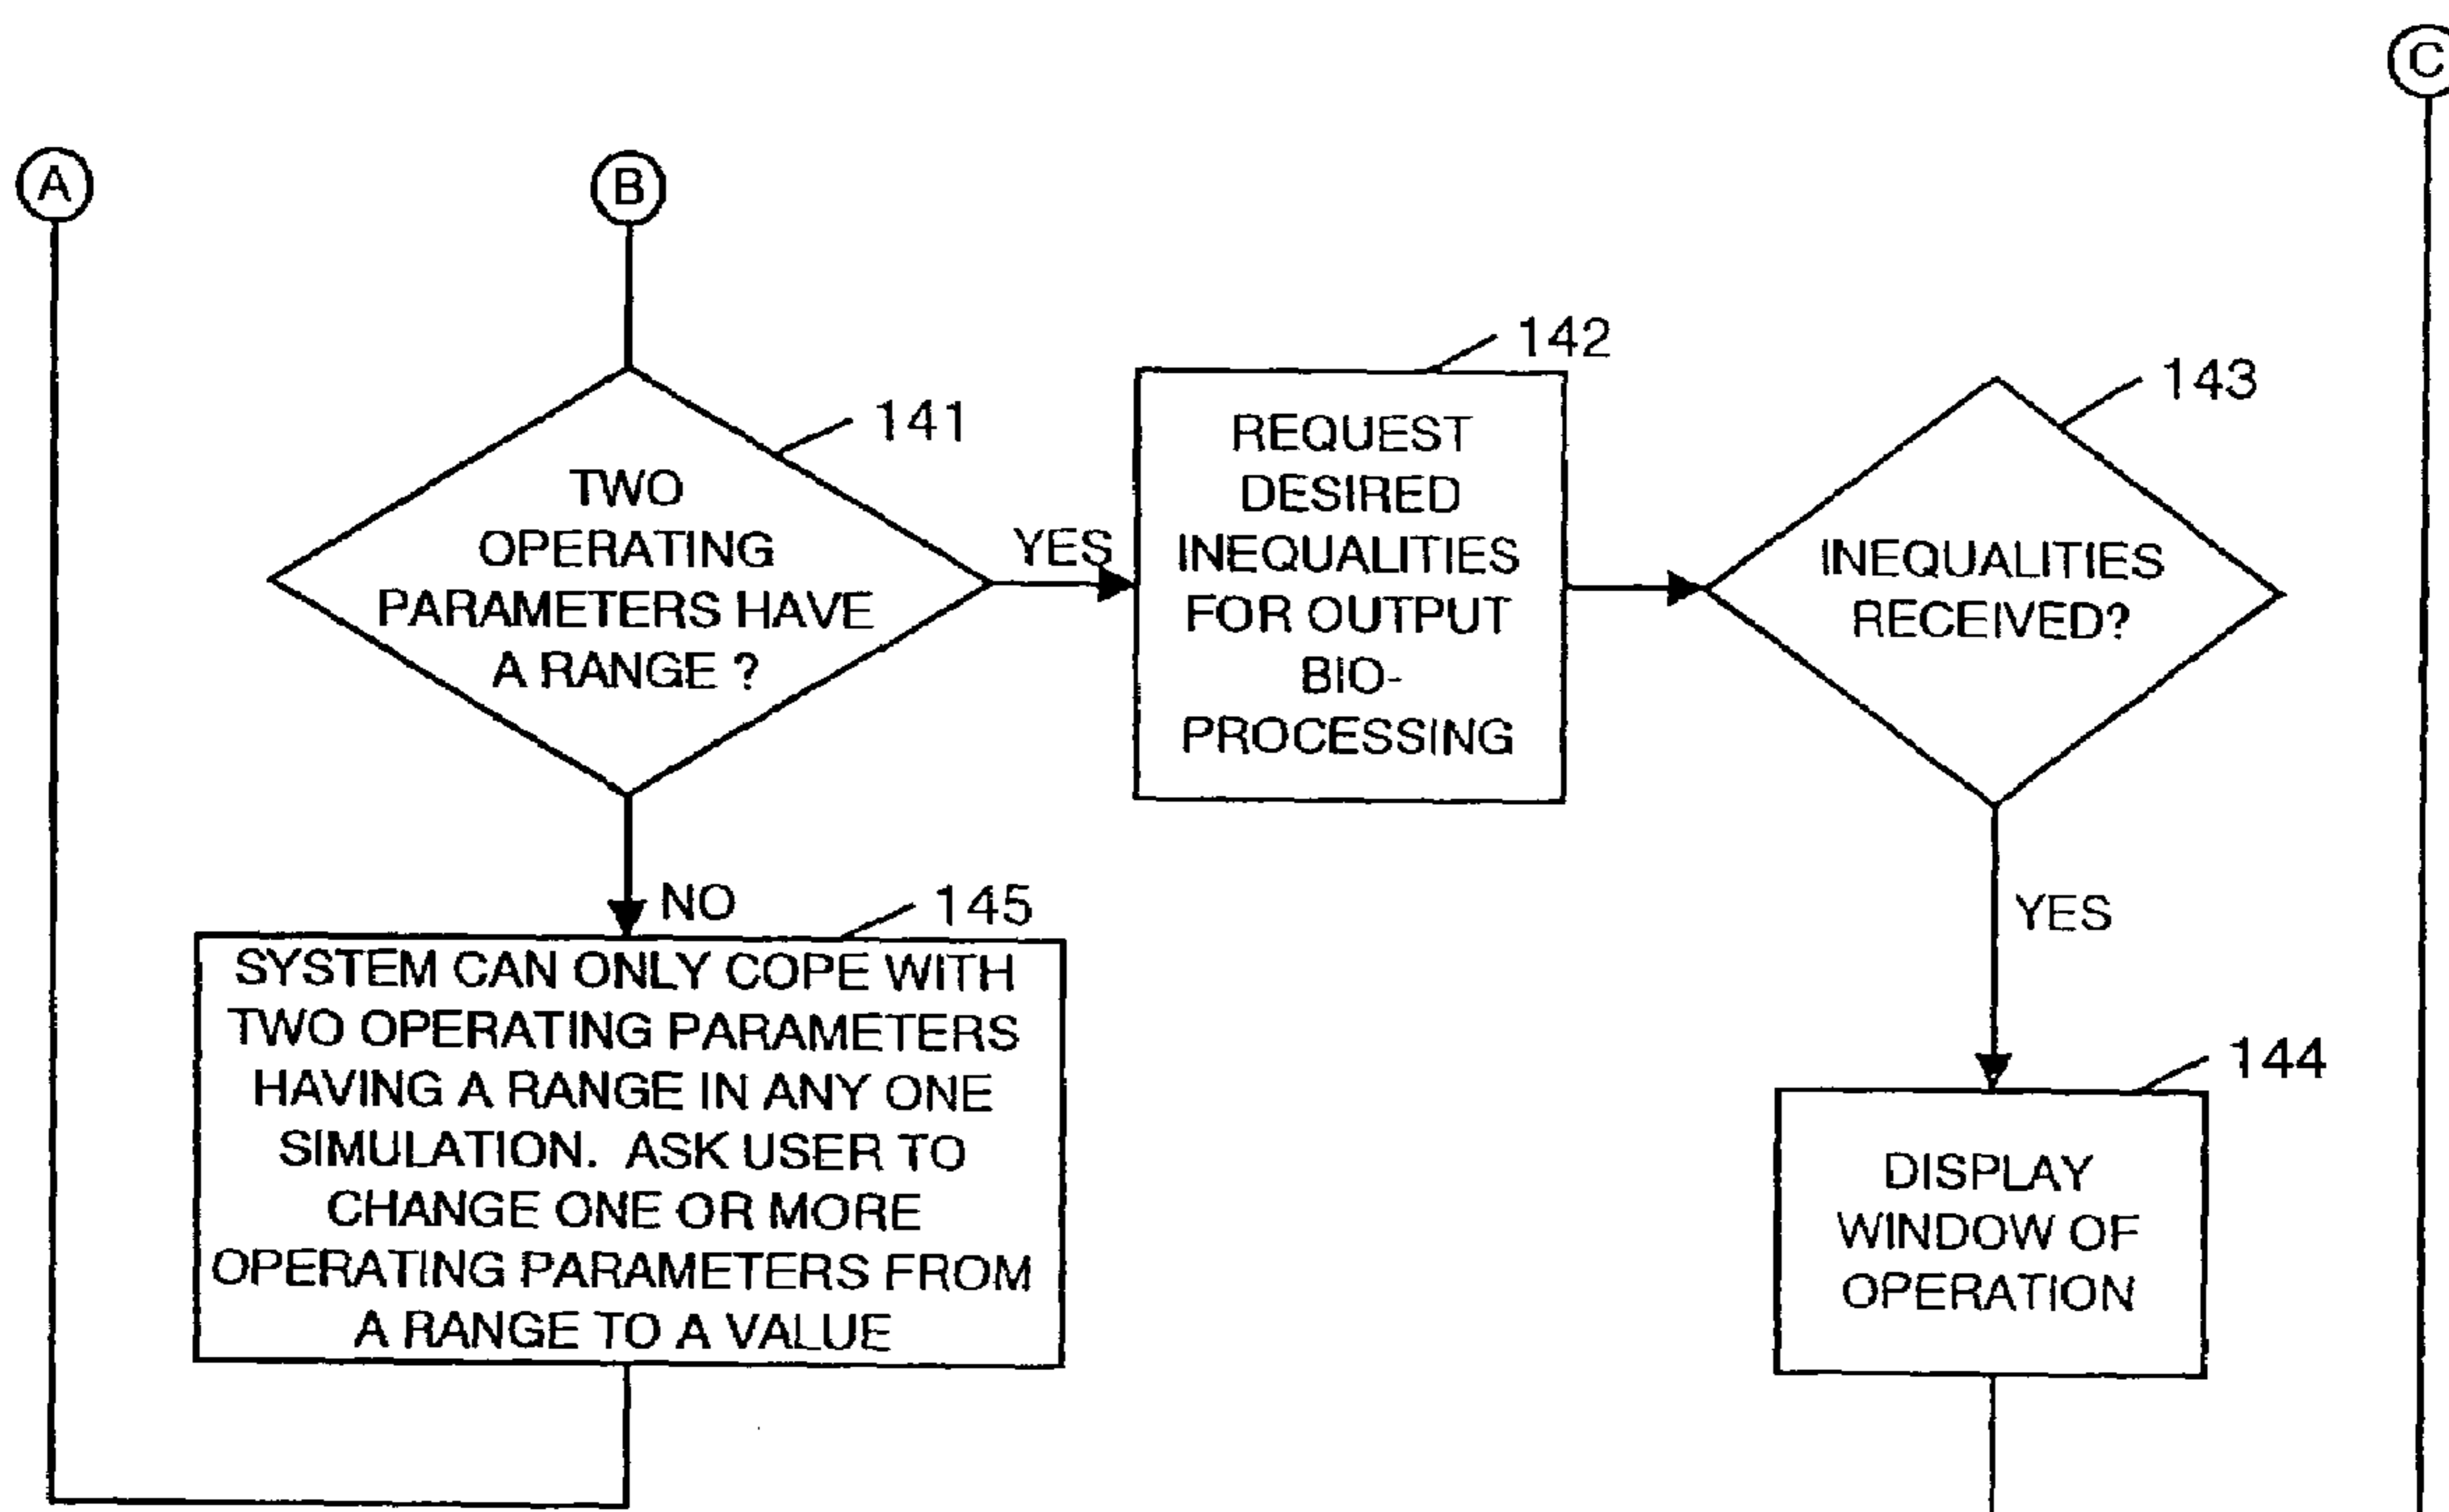 C
A
B
141
TWO
OPERATING
PARAMETERS HAVE
A RANGE ?
YES
142
REQUEST
DESIRED
INEQUALITIES
FOR OUTPUT
BIO-
PROCESSING
143
INEQUALITIES
RECEIVED?
NO
YES
145
SYSTEM CAN ONLY COPE WITH
TWO OPERATING PARAMETERS
HAVING A RANGE IN ANY ONE
SIMULATION. ASK USER TO
CHANGE ONE OR MORE
OPERATING PARAMETERS FROM
A RANGE TO A VALUE
144
DISPLAY
WINDOW OF
OPERATION